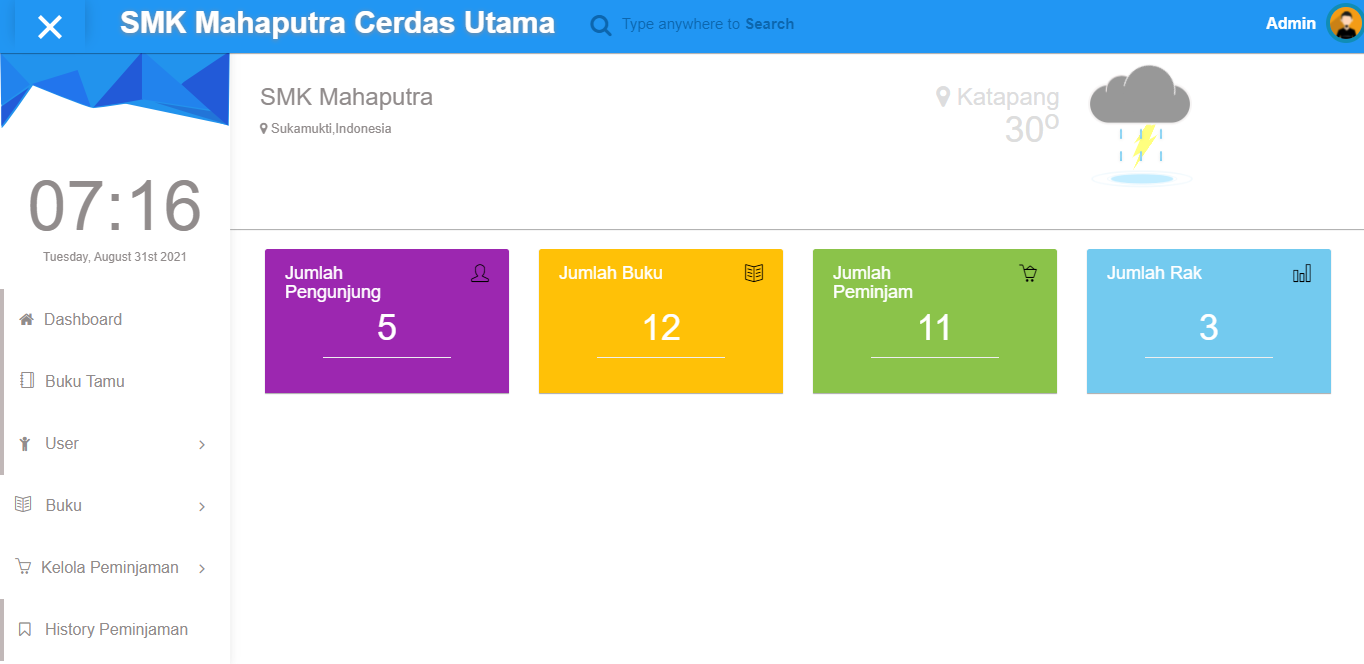 SMK Mahaputra Cerdas Utama
Type anywhere to Search
Admin
07:16
Tuesday, August 31st 2021
Dashboard
Buku Tamu
User
Buku
Kelola Peminjaman
History Peminjaman
SMK Mahaputra
Sukamukti,Indonesia
Katapang
30º
Jumlah
Pengunjung
5
Jumlah Buku
12
Jumlah
Peminjam
11
Jumlah Rak
3